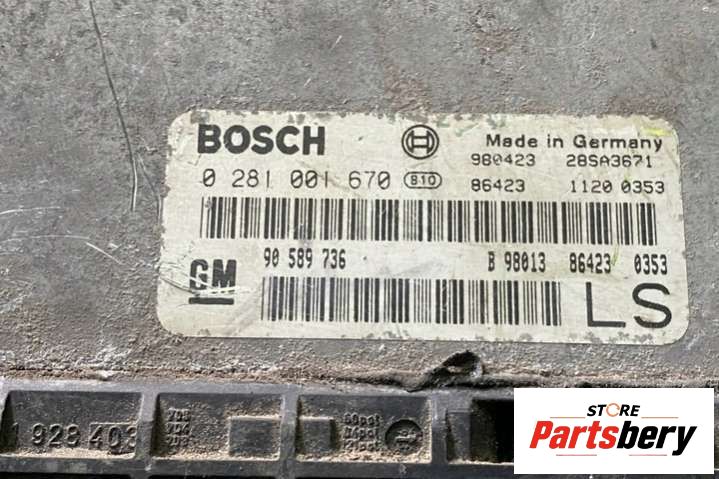 BOSCH
Made in Germany
980423 28SA3671
0 281 001 670 B10
86423 1120 0353
GM
90 589 736
B 98013 86423 0353
LS
1 928 403
STORE
Partsbery